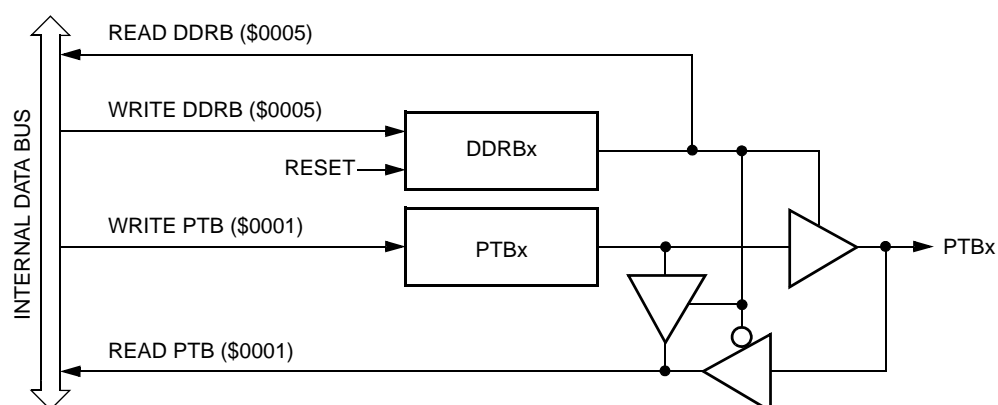 READ DDRB ($0005)
WRITE DDRB ($0005)
DDRBx
RESET
WRITE PTB ($0001)
PTBx
PTBx
READ PTB ($0001)
INTERNAL DATA BUS